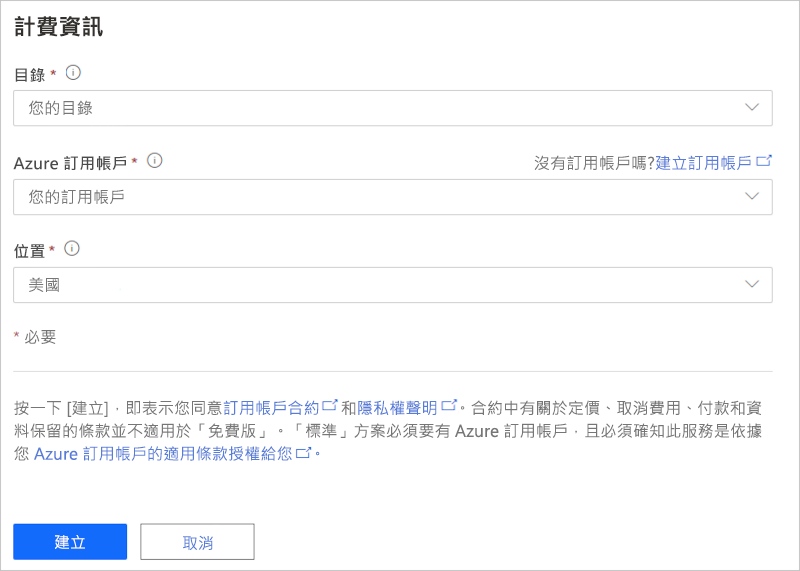 計費資訊
目錄 *
您的目錄
Azure 訂用帳戶 *
沒有訂用帳戶嗎?建立訂用帳戶
您的訂用帳戶
位置 *
美國
* 必要
按一下 [建立]，即表示您同意訂用帳戶合約和隱私權聲明。合約中有關於定價、取消費用、付款和資
料保留的條款並不適用於「免費版」。「標準」方案必須要有 Azure 訂用帳戶，且必須確知此服務是依據
您 Azure 訂用帳戶的適用條款授權給您。
建立
取消